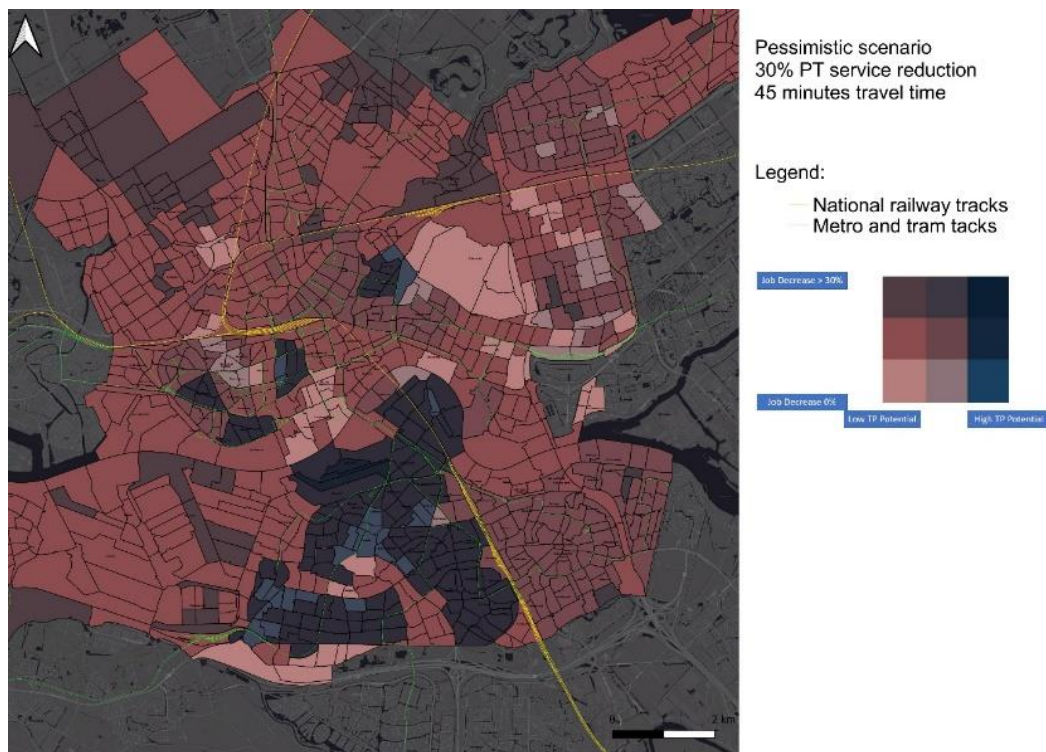 Pessimistic scenario
30% PT service reduction
45 minutes travel time
Legend:
National railway tracks
Metro and tram tacks
Job Decrease > 30%
Job Decrease 0%
Low TP Potential
High TP Potential
0
2 km